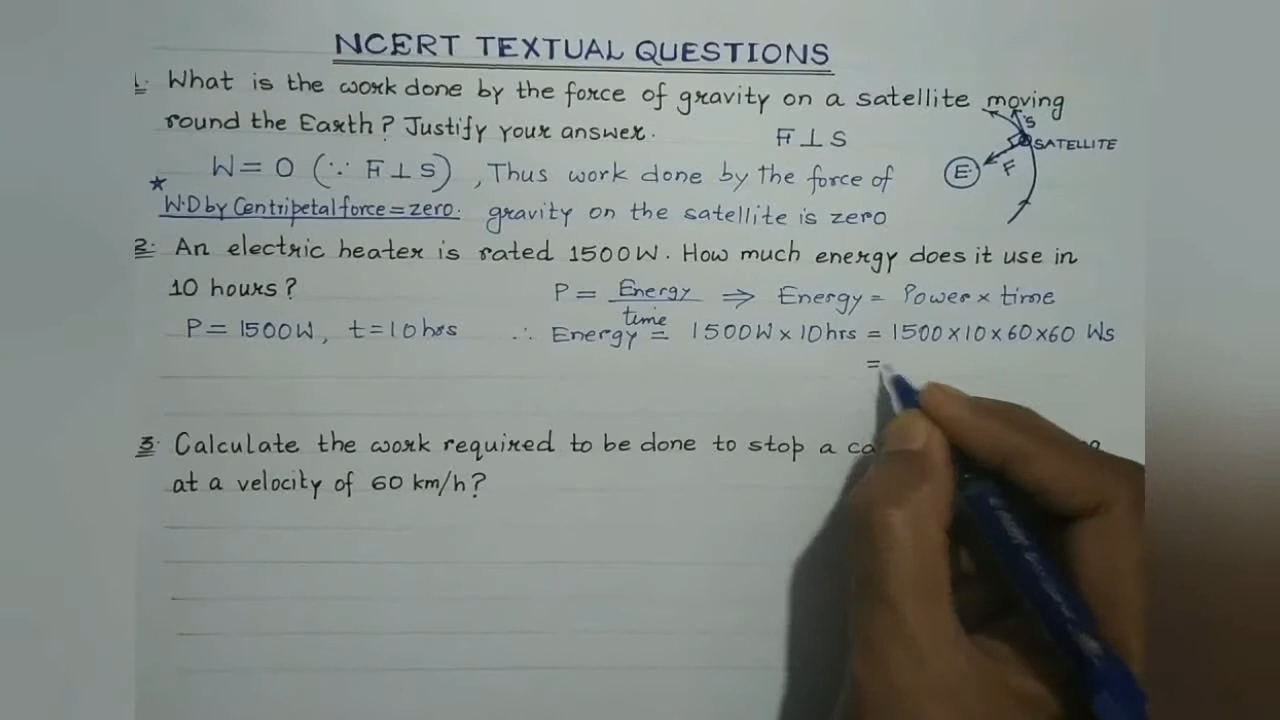 NCERT TEXTUAL QUESTIONS
1. What is the work done by the force of gravity on a satellite moving
round the Earth? Justify your answer.
F ⊥ S
S
SATELLITE
E
F
W = 0 (∵ F ⊥ S) , Thus work done by the force of
* W.D by Centripetal force = zero. gravity on the satellite is zero
2. An electric heater is rated 1500W. How much energy does it use in
10 hours?
P = Energy/time ⇒ Energy = Power × time
P = 1500W, t = 10hrs ∴ Energy = 1500W × 10hrs = 1500×10×60×60 Ws
=
3. Calculate the work required to be done to stop a
at a velocity of 60 km/h?